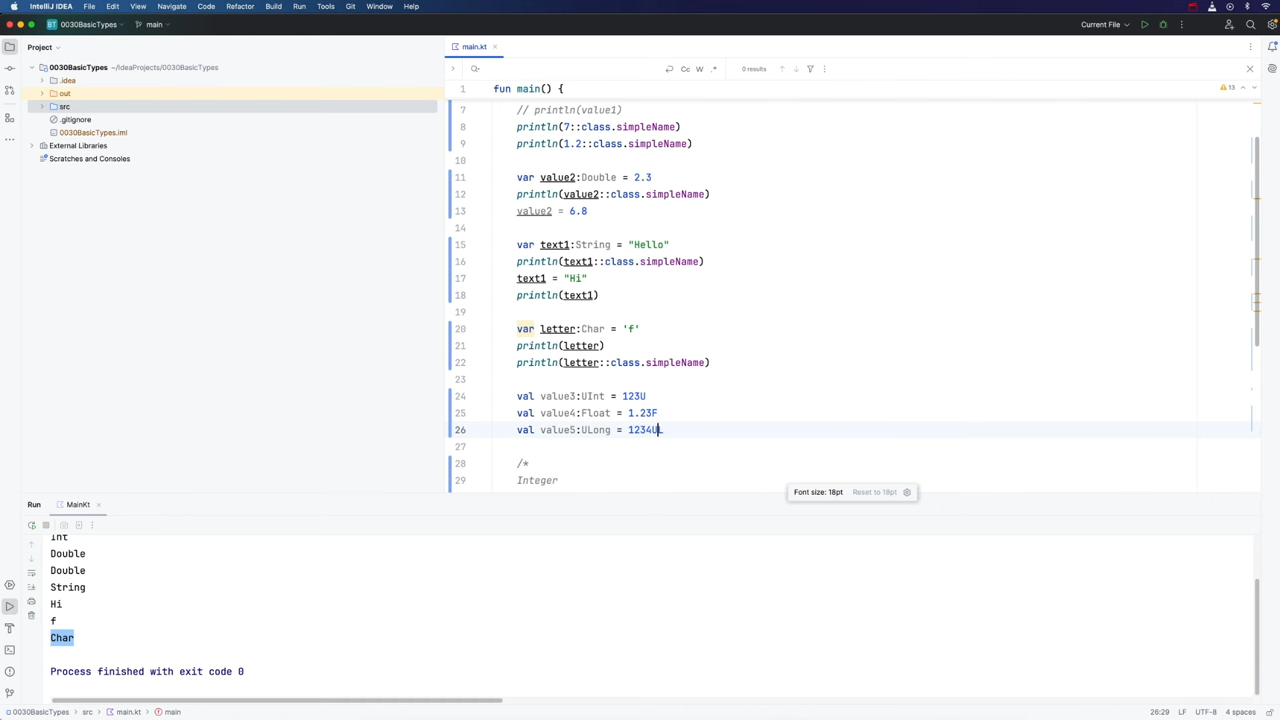 IntelliJ IDEA File Edit View Navigate Code Refactor Build Run Tools Git Window Help
BT 0030BasicTypes main Current File
Project
main.kt
0030BasicTypes ~/IdeaProjects/0030BasicTypes
.idea
out
src
.gitignore
0030BasicTypes.iml
External Libraries
Scratches and Consoles
Cc W .* 0 results
1 fun main() {
13
7 // println(value1)
8 println(7::class.simpleName)
9 println(1.2::class.simpleName)
10
11 var value2:Double = 2.3
12 println(value2::class.simpleName)
13 value2 = 6.8
14
15 var text1:String = "Hello"
16 println(text1::class.simpleName)
17 text1 = "Hi"
18 println(text1)
19
20 var letter:Char = 'f'
21 println(letter)
22 println(letter::class.simpleName)
23
24 val value3:UInt = 123U
25 val value4:Float = 1.23F
26 val value5:ULong = 1234UL
27
28 /*
29 Integer
Font size: 18pt Reset to 18pt
Run MainKt
Int
Double
Double
String
Hi
f
Char
Process finished with exit code 0
0030BasicTypes src main.kt main
26:29 LF UTF-8 4 spaces